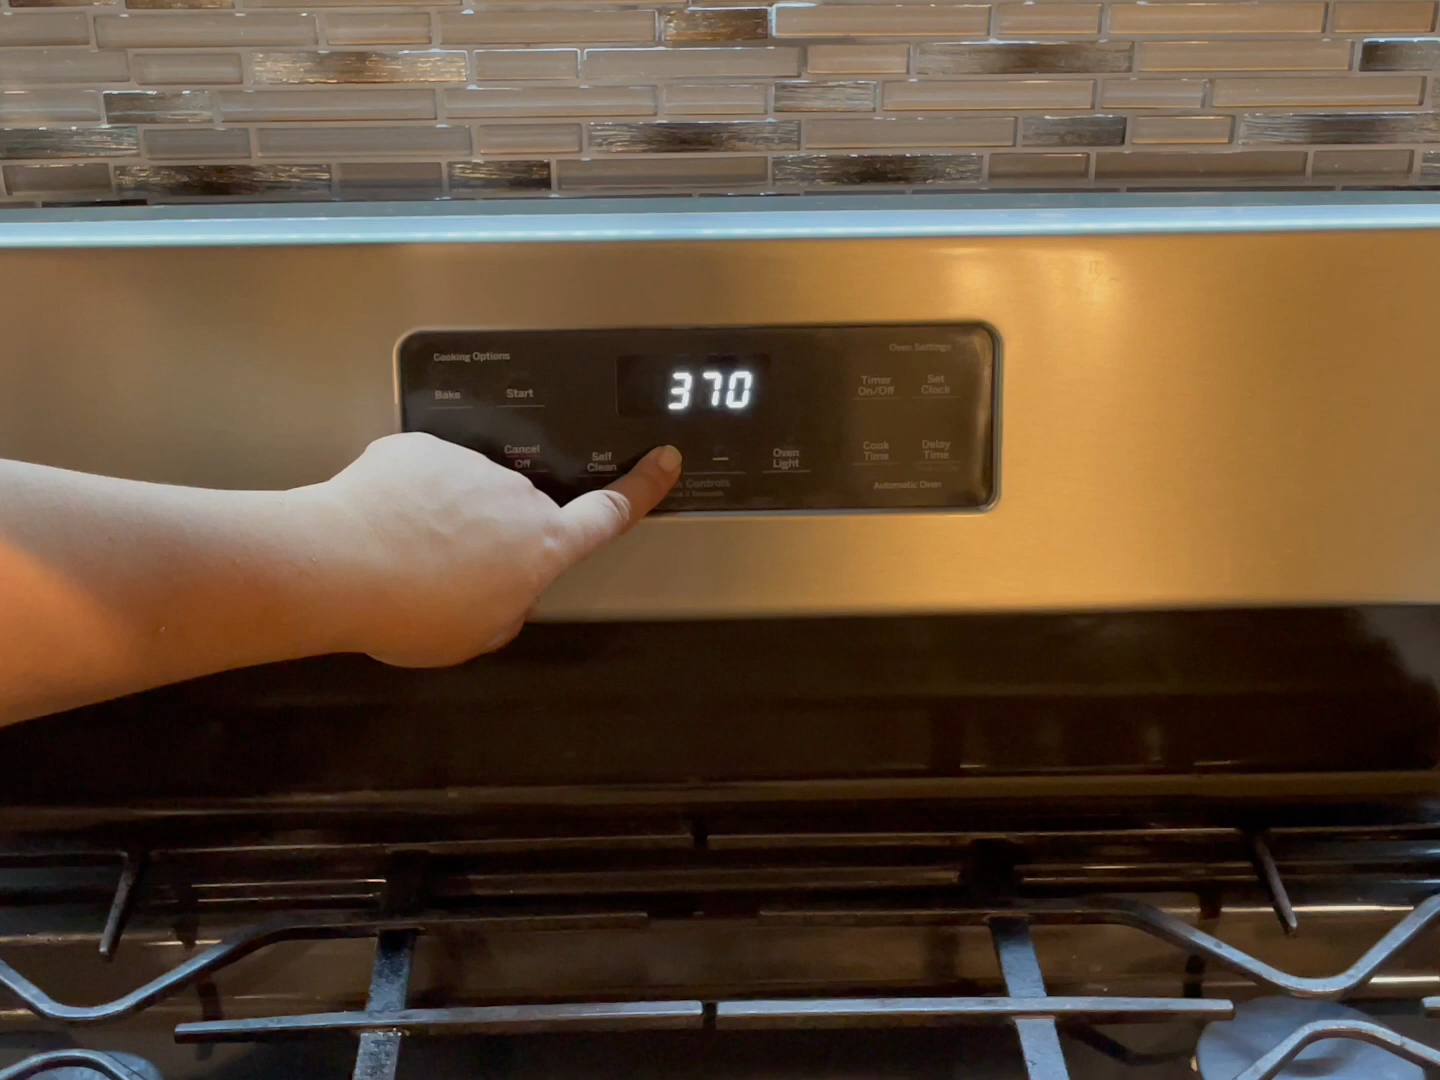 Cooking Options
Oven Settings
370
Bake
Start
Timer
On/Off
Set
Clock
Cancel
Off
Self
Clean
Oven
Light
Cook
Time
Delay
Time
Controls
Automatic Oven